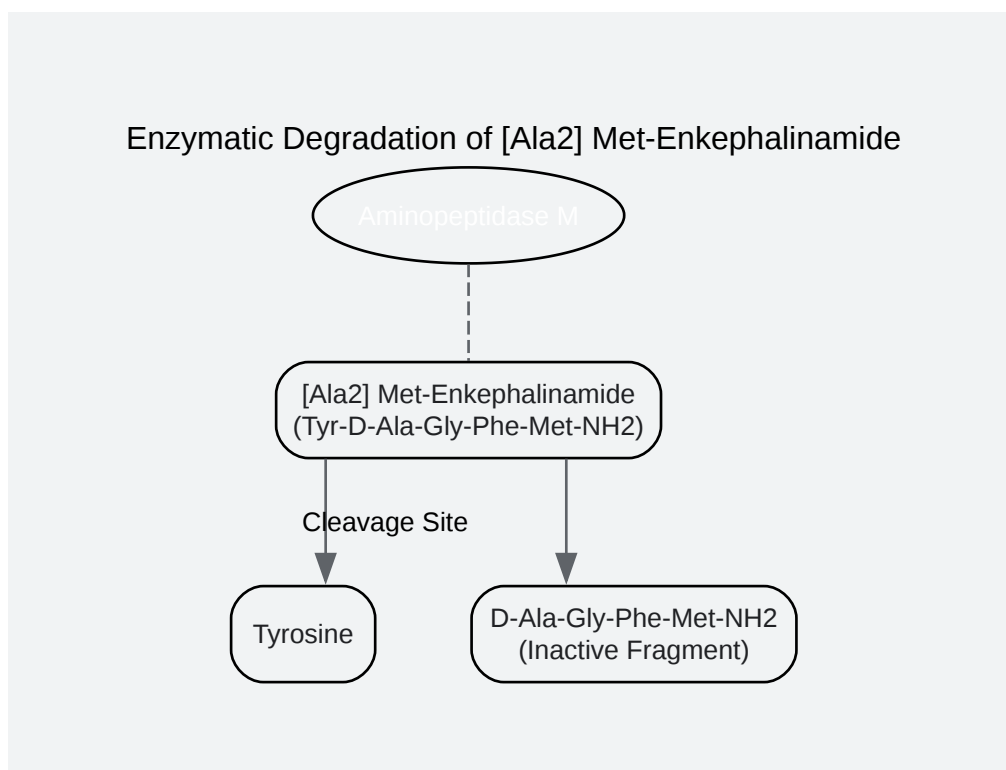 Enzymatic Degradation of [Ala2] Met-Enkephalinamide
Aminopeptidase M
[Ala2] Met-Enkephalinamide
(Tyr-D-Ala-Gly-Phe-Met-NH2)
Cleavage Site
Tyrosine
D-Ala-Gly-Phe-Met-NH2
(Inactive Fragment)